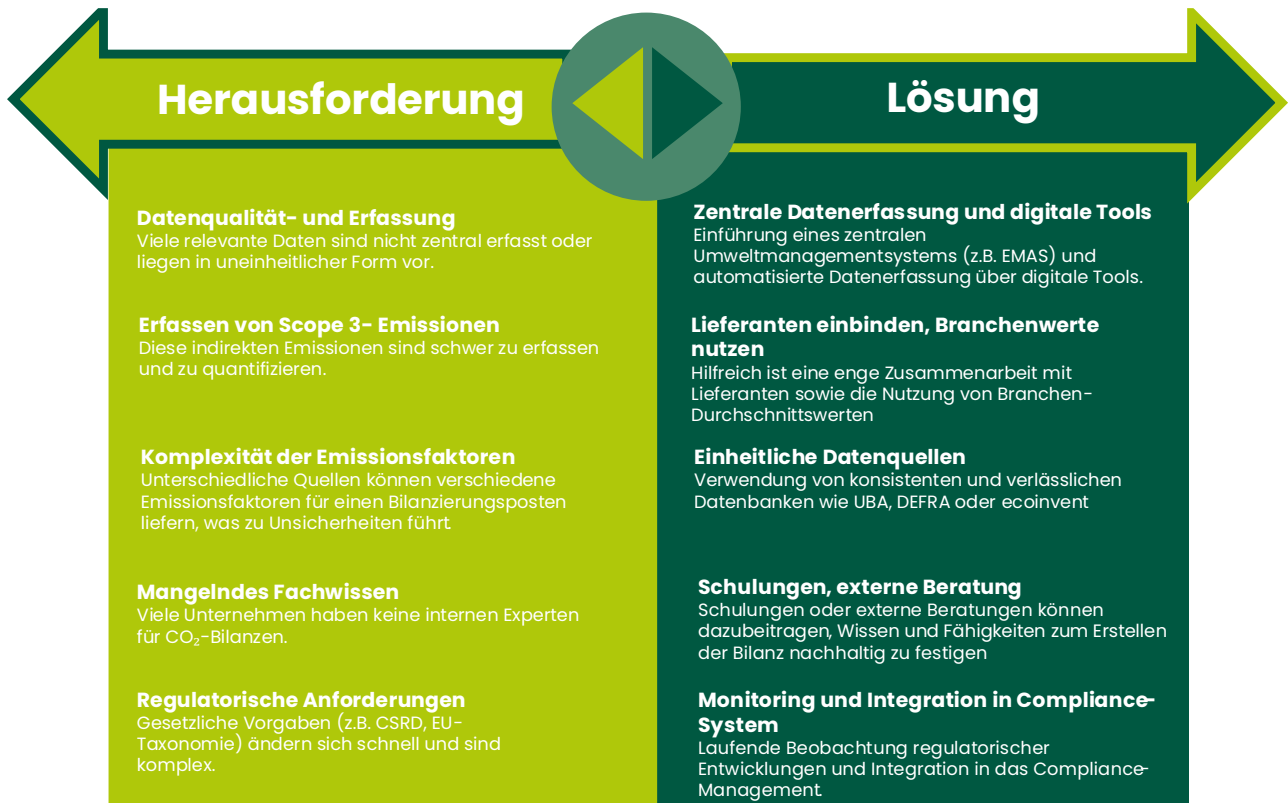 Herausforderung
Lösung
Datenqualität- und Erfassung
Viele relevante Daten sind nicht zentral erfasst oder
liegen in uneinheitlicher Form vor.
Zentrale Datenerfassung und digitale Tools
Einführung eines zentralen
Umweltmanagementsystems (z.B. EMAS) und
automatisierte Datenerfassung über digitale Tools.
Erfassen von Scope 3- Emissionen
Diese indirekten Emissionen sind schwer zu erfassen
und zu quantifizieren.
Lieferanten einbinden, Branchenwerte
nutzen
Hilfreich ist eine enge Zusammenarbeit mit
Lieferanten sowie die Nutzung von Branchen-
Durchschnittswerten
Komplexität der Emissionsfaktoren
Unterschiedliche Quellen können verschiedene
Emissionsfaktoren für einen Bilanzierungsposten
liefern, was zu Unsicherheiten führt.
Einheitliche Datenquellen
Verwendung von konsistenten und verlässlichen
Datenbanken wie UBA, DEFRA oder ecoinvent
Mangelndes Fachwissen
Viele Unternehmen haben keine internen Experten
für CO₂-Bilanzen.
Schulungen, externe Beratung
Schulungen oder externe Beratungen können
dazubeitragen, Wissen und Fähigkeiten zum Erstellen
der Bilanz nachhaltig zu festigen
Regulatorische Anforderungen
Gesetzliche Vorgaben (z.B. CSRD, EU-
Taxonomie) ändern sich schnell und sind
komplex.
Monitoring und Integration in Compliance-
System
Laufende Beobachtung regulatorischer
Entwicklungen und Integration in das Compliance-
Management.